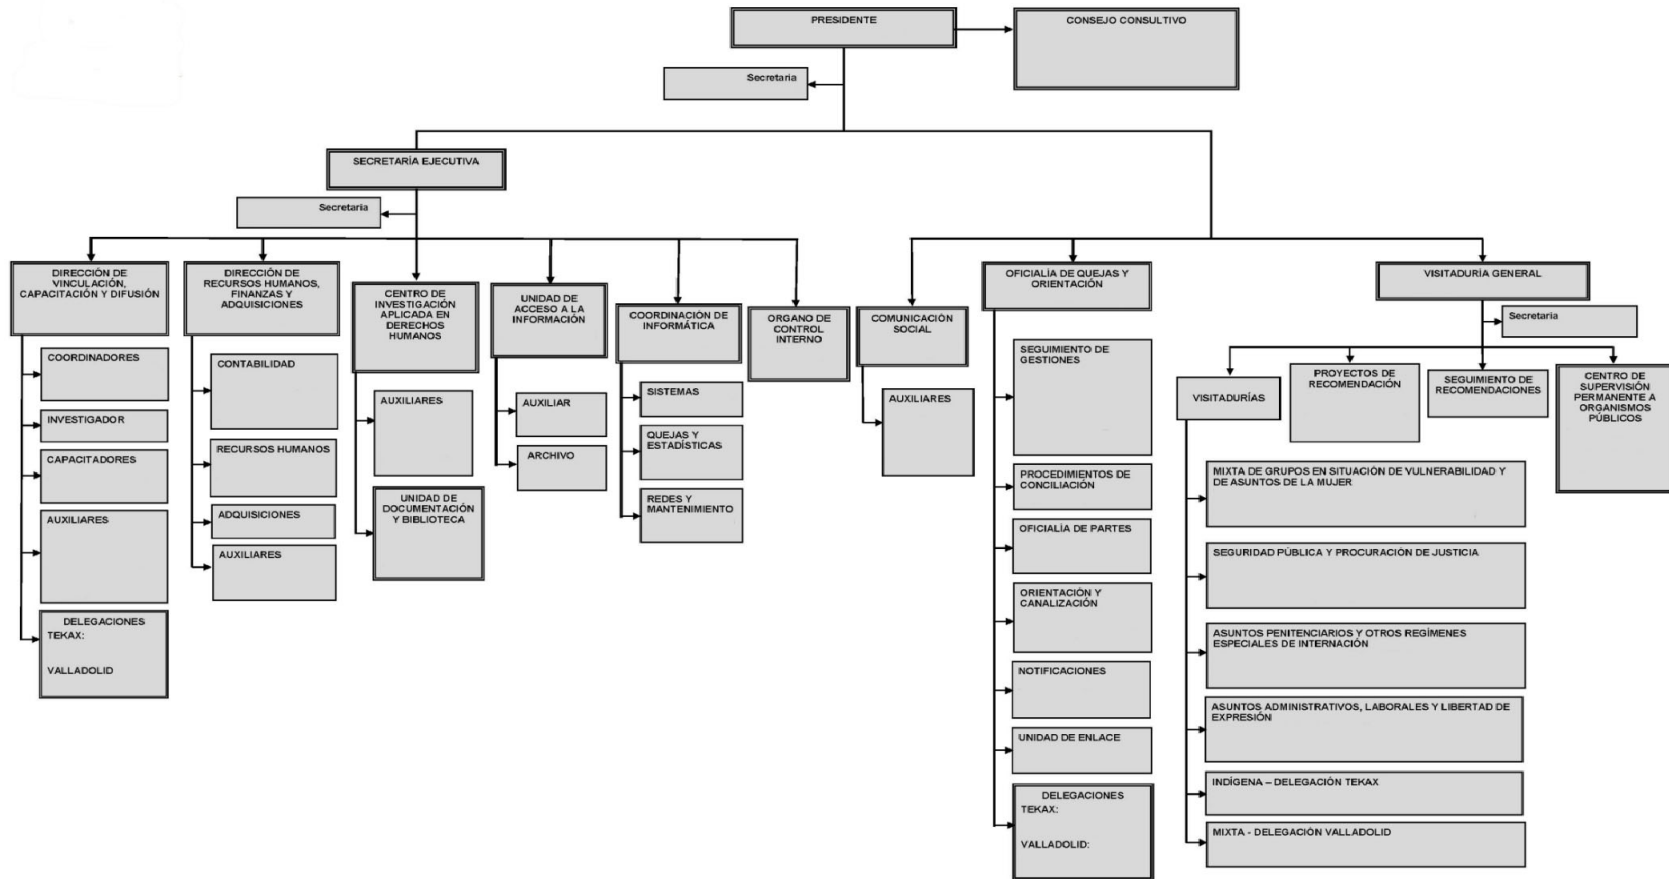 PRESIDENTE
CONSEJO CONSULTIVO
Secretaria
SECRETARÍA EJECUTIVA
Secretaria
DIRECCIÓN DE
VINCULACIÓN,
CAPACITACIÓN Y DIFUSIÓN
COORDINADORES
INVESTIGADOR
CAPACITADORES
AUXILIARES
DELEGACIONES
TEKAX:
VALLADOLID
DIRECCIÓN DE
RECURSOS HUMANOS,
FINANZAS Y
ADQUISICIONES
CONTABILIDAD
RECURSOS HUMANOS
ADQUISICIONES
AUXILIARES
CENTRO DE
INVESTIGACIÓN
APLICADA EN
DERECHOS
HUMANOS
AUXILIARES
UNIDAD DE
DOCUMENTACIÓN
Y BIBLIOTECA
UNIDAD DE
ACCESO A LA
INFORMACIÓN
AUXILIAR
ARCHIVO
COORDINACIÓN DE
INFORMÁTICA
SISTEMAS
QUEJAS Y
ESTADÍSTICAS
REDES Y
MANTENIMIENTO
ORGANO DE
CONTROL
INTERNO
COMUNICACIÓN
SOCIAL
AUXILIARES
OFICIALÍA DE QUEJAS Y
ORIENTACIÓN
SEGUIMIENTO DE
GESTIONES
PROCEDIMIENTOS DE
CONCILIACIÓN
OFICIALÍA DE PARTES
ORIENTACIÓN Y
CANALIZACIÓN
NOTIFICACIONES
UNIDAD DE ENLACE
DELEGACIONES
TEKAX:
VALLADOLID:
VISITADURÍA GENERAL
Secretaria
VISITADURÍAS
PROYECTOS DE
RECOMENDACIÓN
SEGUIMIENTO DE
RECOMENDACIONES
CENTRO DE
SUPERVISIÓN
PERMANENTE A
ORGANISMOS
PÚBLICOS
MIXTA DE GRUPOS EN SITUACIÓN DE VULNERABILIDAD Y
DE ASUNTOS DE LA MUJER
SEGURIDAD PÚBLICA Y PROCURACIÓN DE JUSTICIA
ASUNTOS PENITENCIARIOS Y OTROS REGÍMENES
ESPECIALES DE INTERNACIÓN
ASUNTOS ADMINISTRATIVOS, LABORALES Y LIBERTAD DE
EXPRESIÓN
INDÍGENA – DELEGACIÓN TEKAX
MIXTA - DELEGACIÓN VALLADOLID